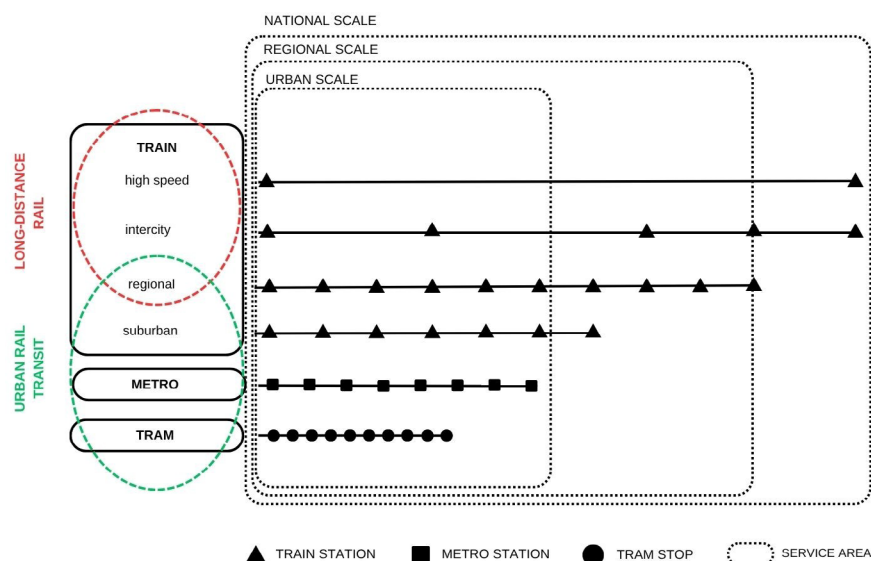 NATIONAL SCALE
REGIONAL SCALE
URBAN SCALE
LONG-DISTANCE
RAIL
TRAIN
high speed
intercity
regional
suburban
URBAN RAIL
TRANSIT
METRO
TRAM
TRAIN STATION
METRO STATION
TRAM STOP
SERVICE AREA